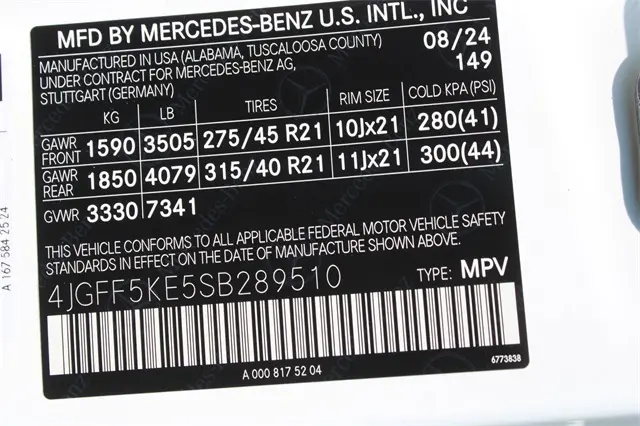 MFD BY MERCEDES-BENZ U.S. INTL., INC
MANUFACTURED IN USA (ALABAMA, TUSCALOOSA COUNTY)
UNDER CONTRACT FOR MERCEDES-BENZ AG,
STUTTGART (GERMANY)
08/24
149
KG LB TIRES RIM SIZE COLD KPA (PSI)
GAWR FRONT 1590 3505 275/45 R21 10Jx21 280(41)
GAWR REAR 1850 4079 315/40 R21 11Jx21 300(44)
GVWR 3330 7341
THIS VEHICLE CONFORMS TO ALL APPLICABLE FEDERAL MOTOR VEHICLE SAFETY
STANDARDS IN EFFECT ON THE DATE OF MANUFACTURE SHOWN ABOVE.
4JGFF5KE5SB289510 TYPE: MPV
A 000 817 52 04
6773838
A 167 584 25 24